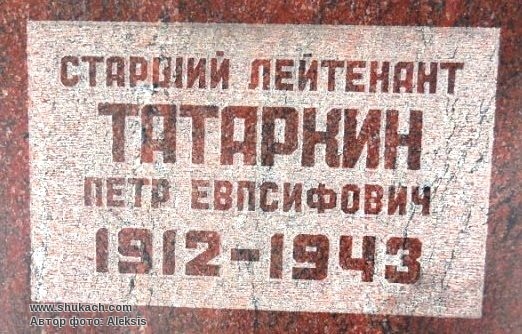 СТАРШИЙ ЛЕЙТЕНАНТ
ТАТАРКИН
ПЕТР ЕВПСИФОВИЧ
1912-1943
www.shukach.com
Автор фото: Aleksis